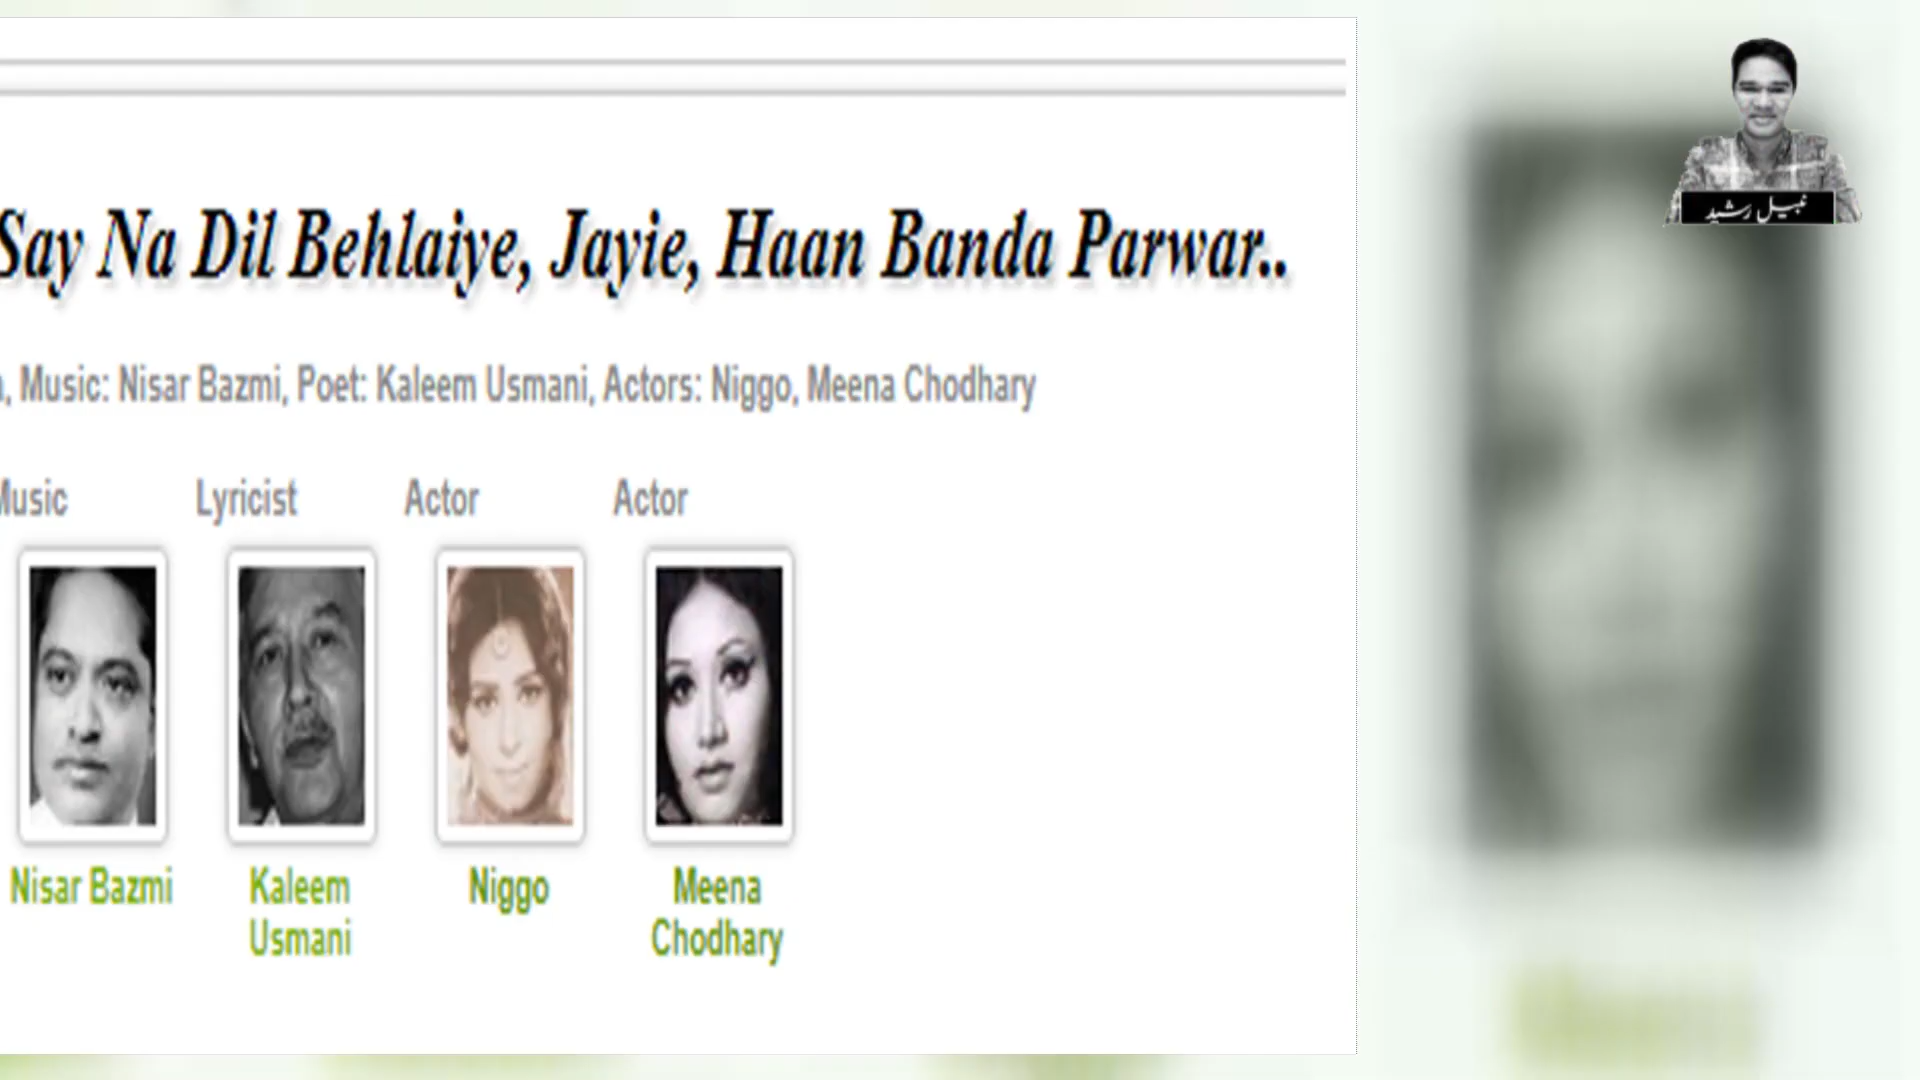 Say Na Dil Behlaiye, Jayie, Haan Banda Parwar..
, Music: Nisar Bazmi, Poet: Kaleem Usmani, Actors: Niggo, Meena Chodhary
Music Lyricist Actor Actor
Nisar Bazmi Kaleem Usmani Niggo Meena Chodhary
نبیل رشید